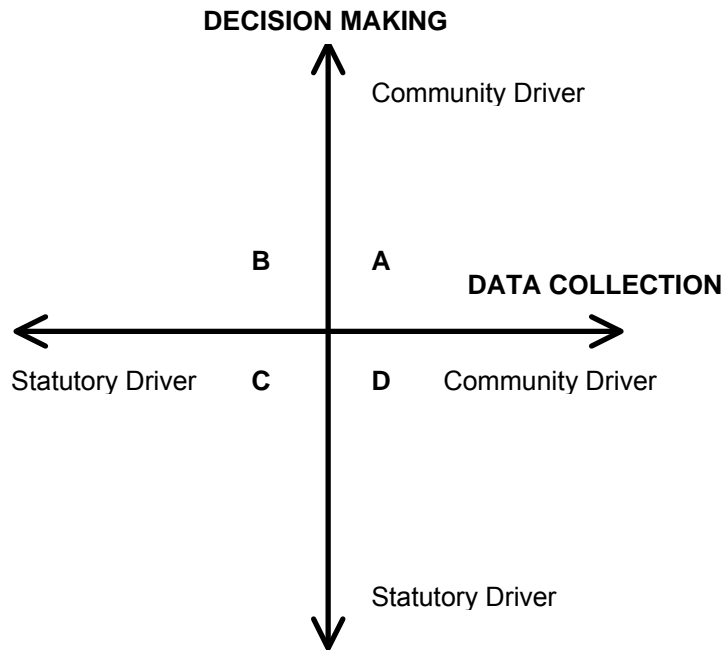 DECISION MAKING
Community Driver
B A
DATA COLLECTION
Statutory Driver C D Community Driver
Statutory Driver